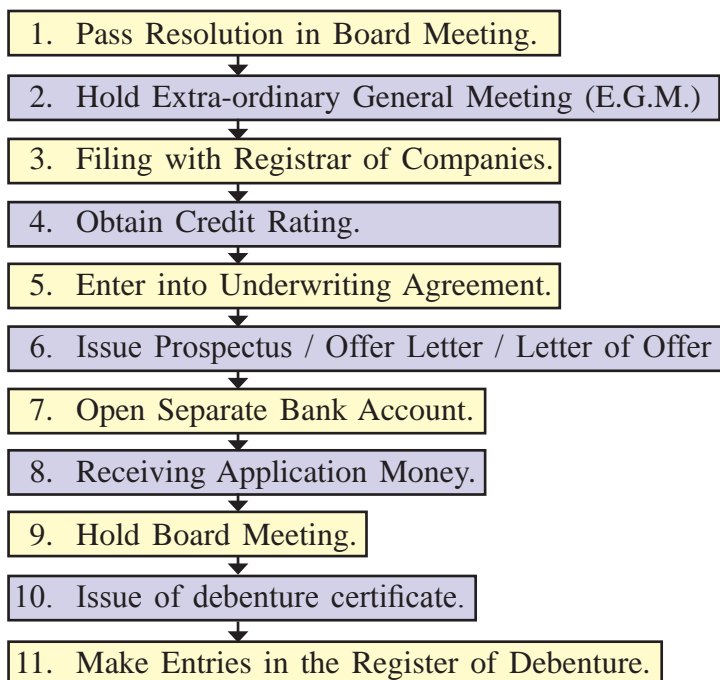 1. Pass Resolution in Board Meeting.
2. Hold Extra-ordinary General Meeting (E.G.M.)
3. Filing with Registrar of Companies.
4. Obtain Credit Rating.
5. Enter into Underwriting Agreement.
6. Issue Prospectus / Offer Letter / Letter of Offer
7. Open Separate Bank Account.
8. Receiving Application Money.
9. Hold Board Meeting.
10. Issue of debenture certificate.
11. Make Entries in the Register of Debenture.